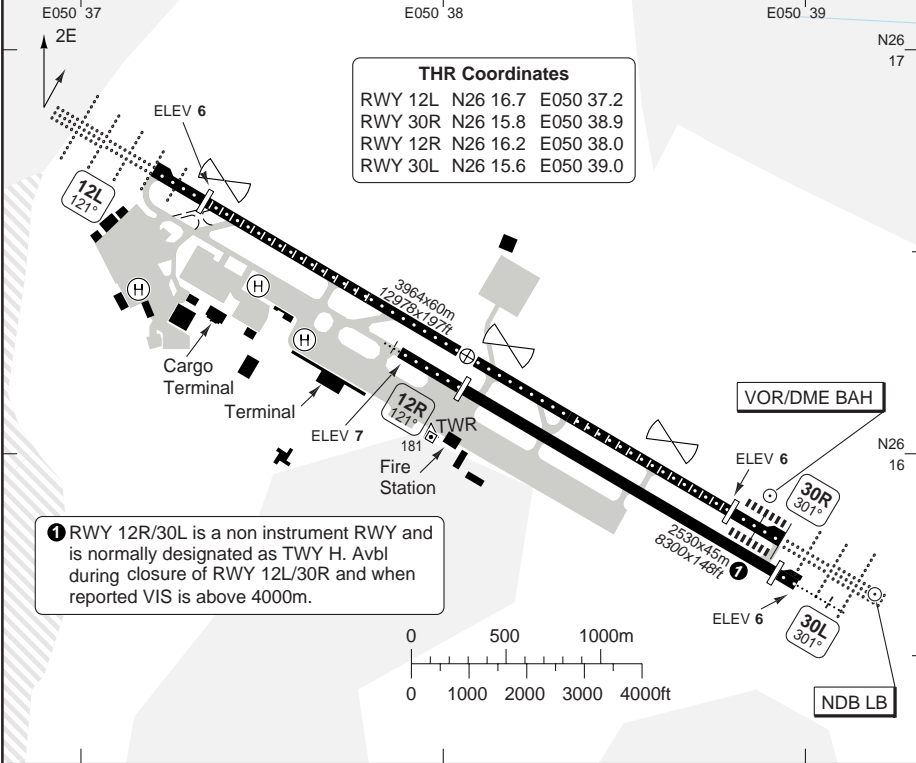 E050 37
E050 38
E050 39
2E
N26
17
THR Coordinates
RWY 12L N26 16.7 E050 37.2
RWY 30R N26 15.8 E050 38.9
RWY 12R N26 16.2 E050 38.0
RWY 30L N26 15.6 E050 39.0
ELEV 6
12L
121°
H
H
H
3964x60m
12978x197ft
Cargo
Terminal
Terminal
12R
121°
ELEV 7
TWR
181
Fire
Station
VOR/DME BAH
N26
16
ELEV 6
30R
301°
❶ RWY 12R/30L is a non instrument RWY and
is normally designated as TWY H. Avbl
during closure of RWY 12L/30R and when
reported VIS is above 4000m.
2530x45m
8300x148ft ❶
ELEV 6
30L
301°
0 500 1000m
0 1000 2000 3000 4000ft
NDB LB